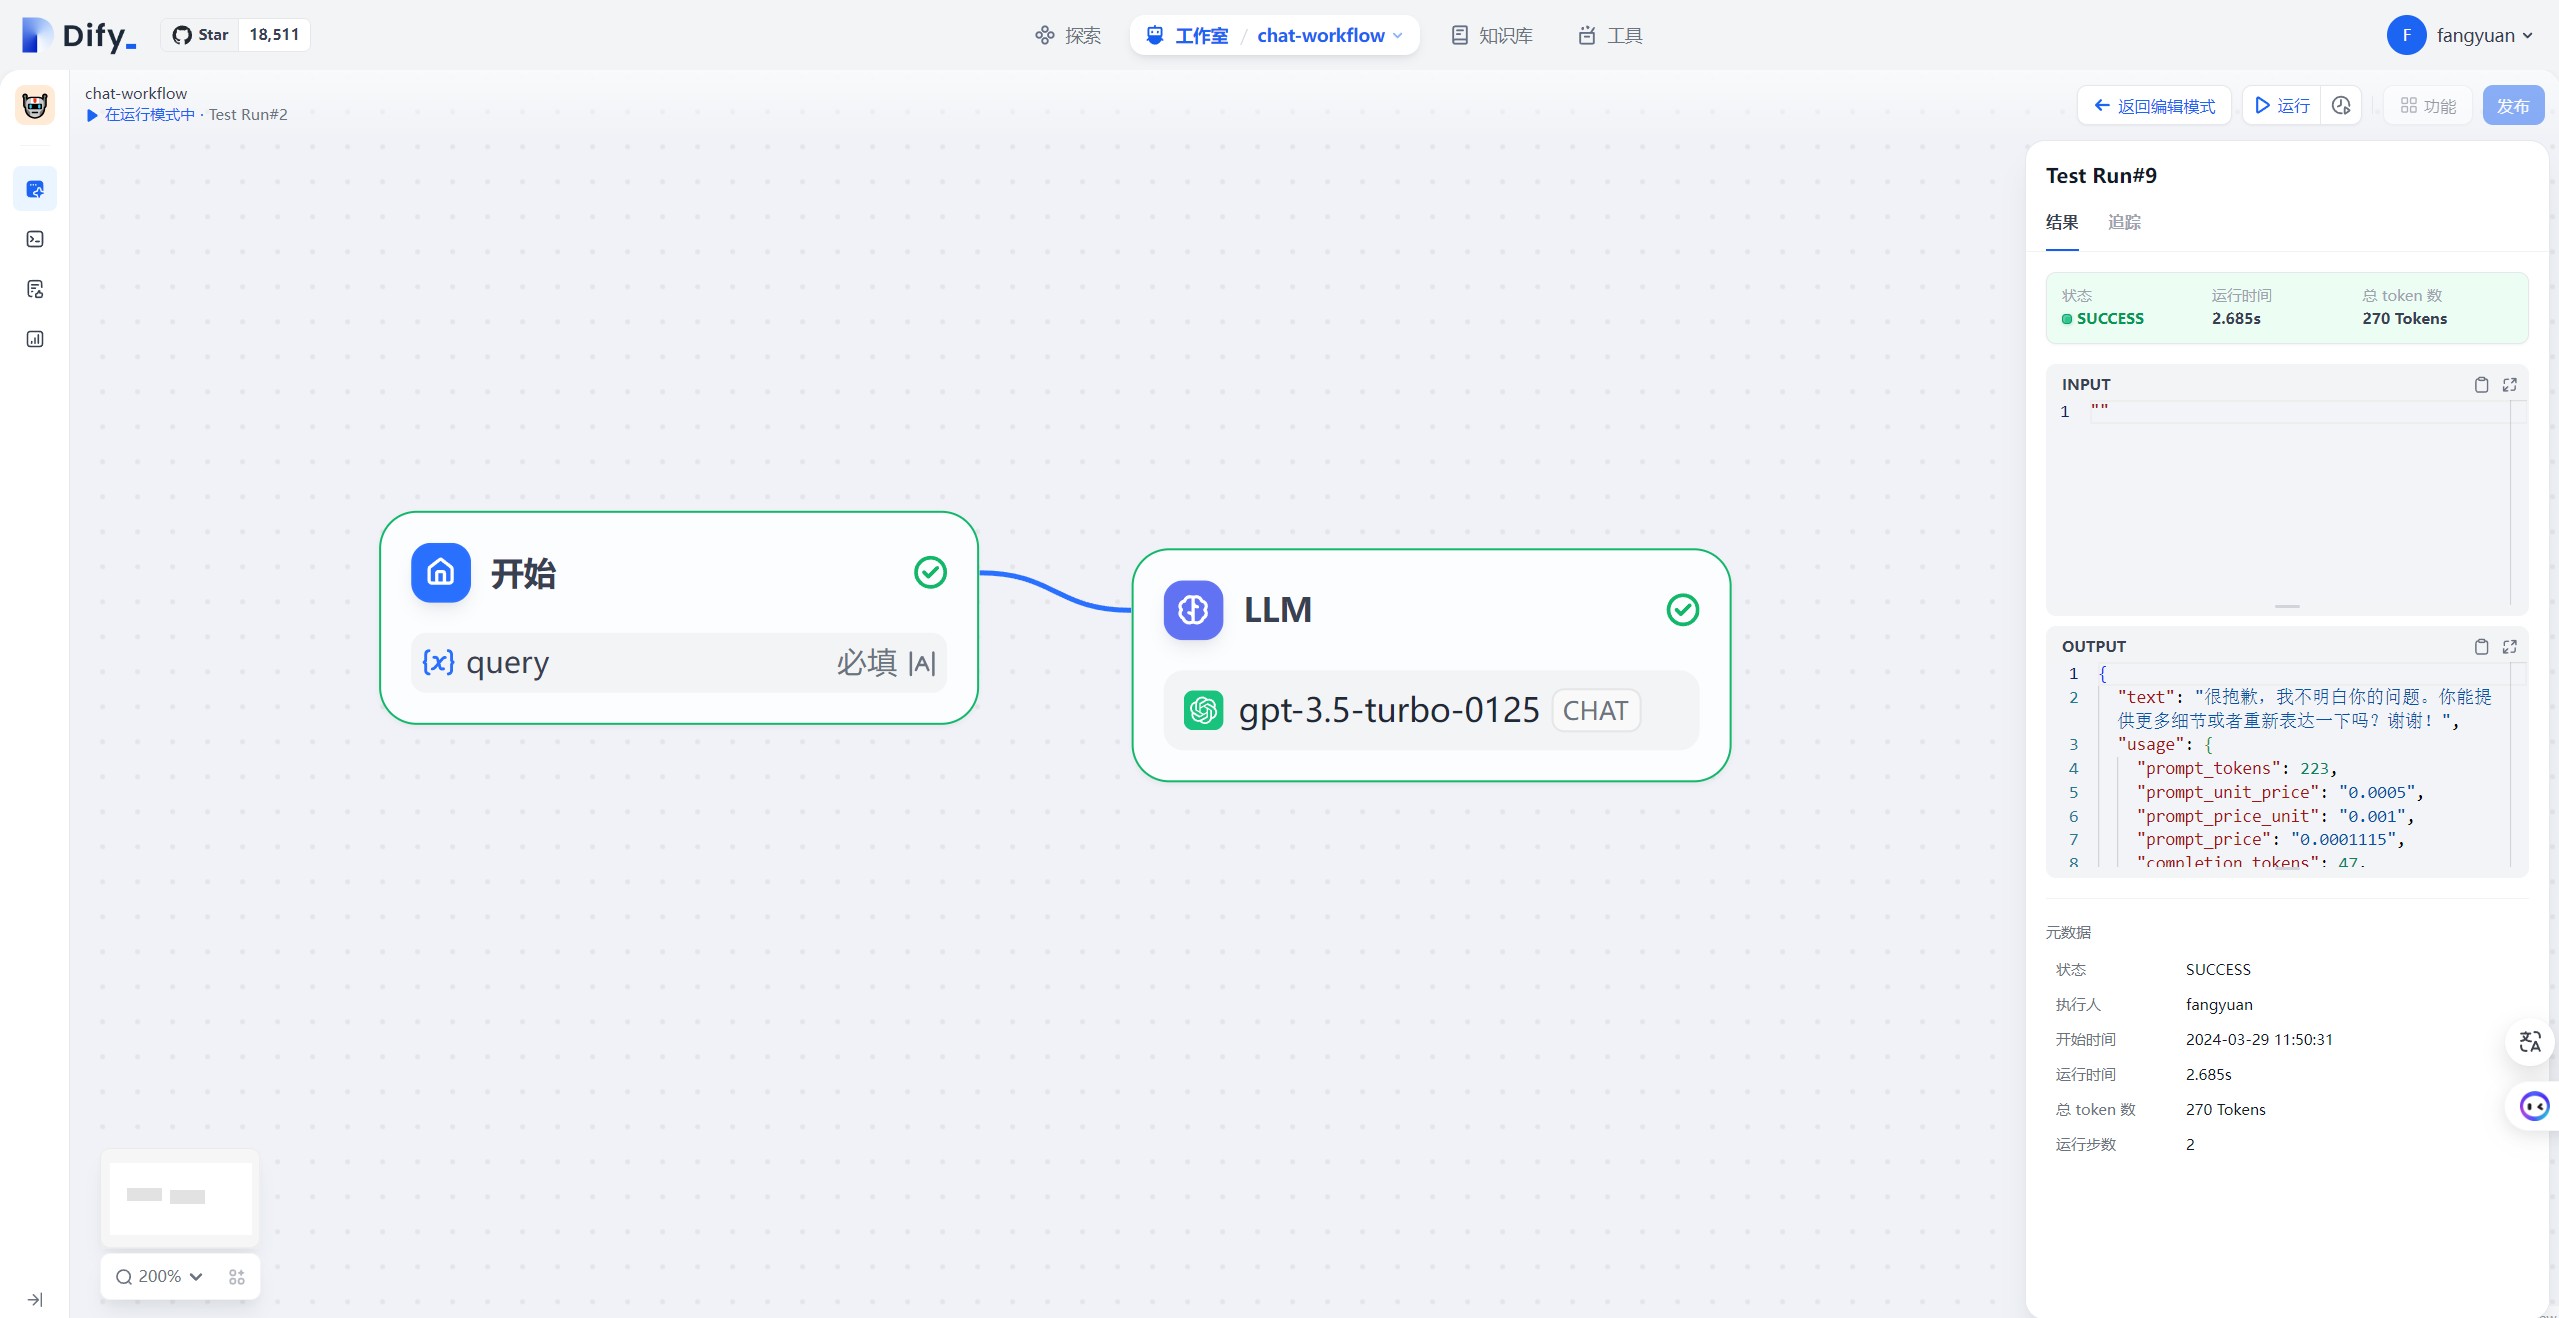 Dify_
Star 18,511
探索
工作室 / chat-workflow
知识库
工具
F fangyuan
chat-workflow
在运行模式中 · Test Run#2
返回编辑模式
运行
功能
发布
开始
{x} query 必填 |A|
LLM
gpt-3.5-turbo-0125 CHAT
200%
Test Run#9
结果 追踪
状态 运行时间 总 token 数
SUCCESS 2.685s 270 Tokens
INPUT
1 ""
OUTPUT
1 {
2 "text": "很抱歉，我不明白你的问题。你能提
供更多细节或者重新表达一下吗？谢谢！",
3 "usage": {
4 "prompt_tokens": 223,
5 "prompt_unit_price": "0.0005",
6 "prompt_price_unit": "0.001",
7 "prompt_price": "0.0001115",
8 "completion_tokens": 47,
元数据
状态 SUCCESS
执行人 fangyuan
开始时间 2024-03-29 11:50:31
运行时间 2.685s
总 token 数 270 Tokens
运行步数 2